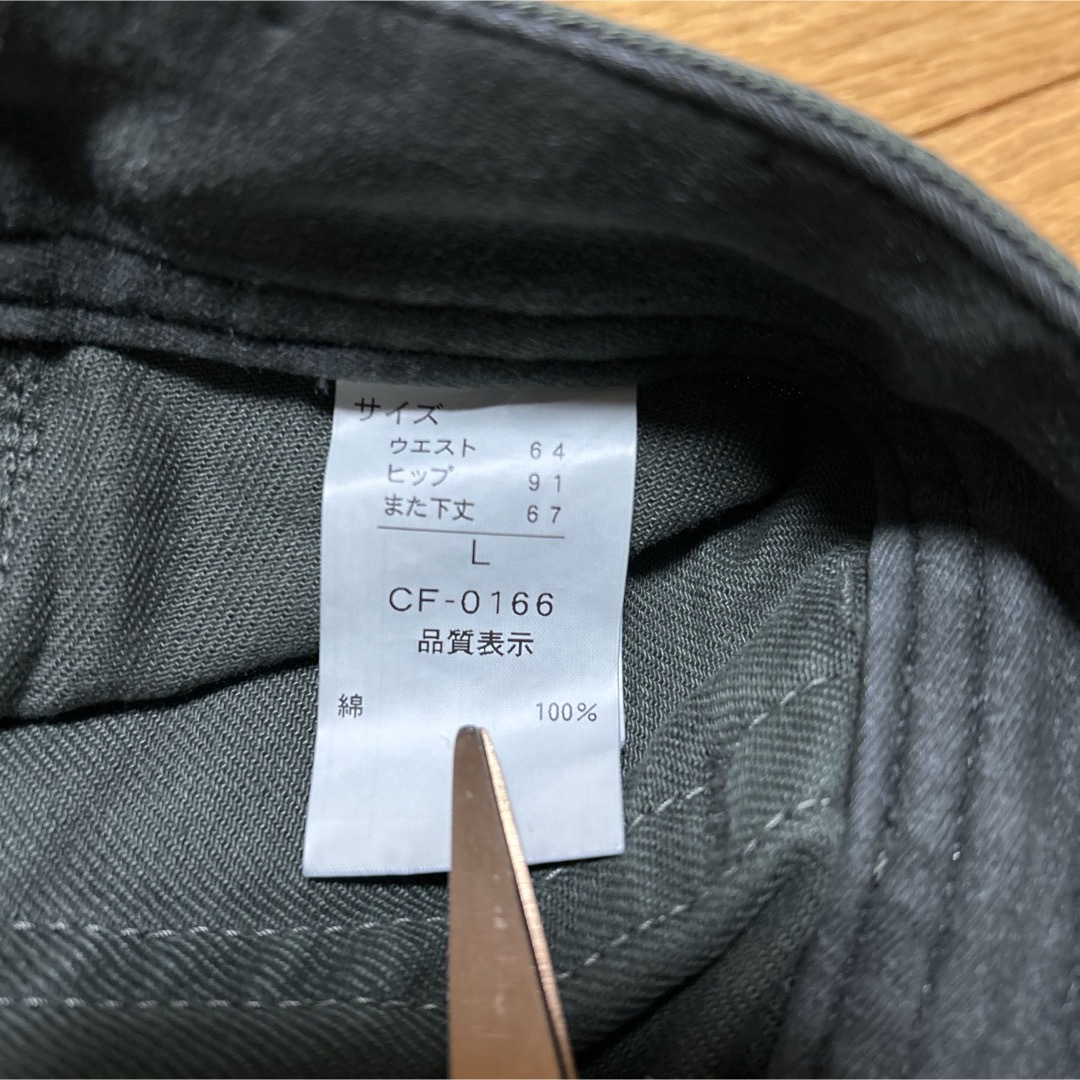 サイズ
ウエスト 64
ヒップ 91
また下丈 67
L
CF-0166
品質表示
綿 100%